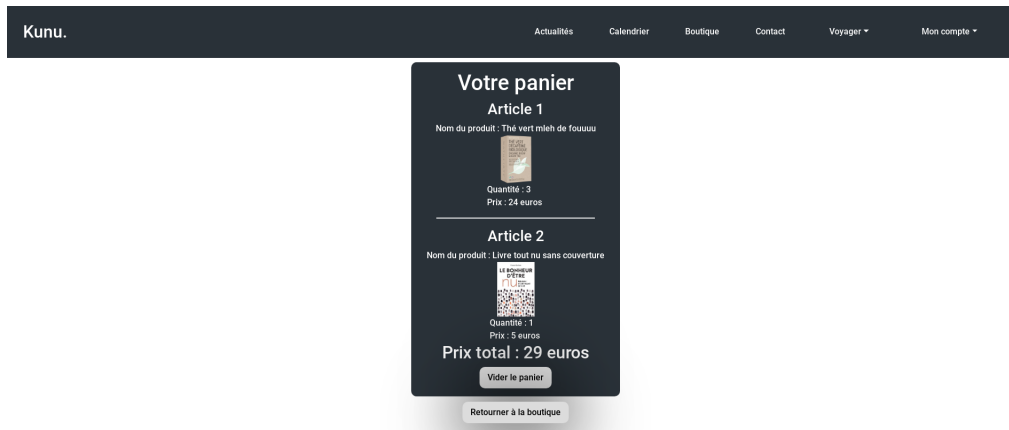 Kunu.
Actualités Calendrier Boutique Contact Voyager Mon compte
Votre panier
Article 1
Nom du produit : Thé vert mleh de fouuuu
Quantité : 3
Prix : 24 euros
Article 2
Nom du produit : Livre tout nu sans couverture
LE BONHEUR
D'ÊTRE
nu
Quantité : 1
Prix : 5 euros
Prix total : 29 euros
Vider le panier
Retourner à la boutique